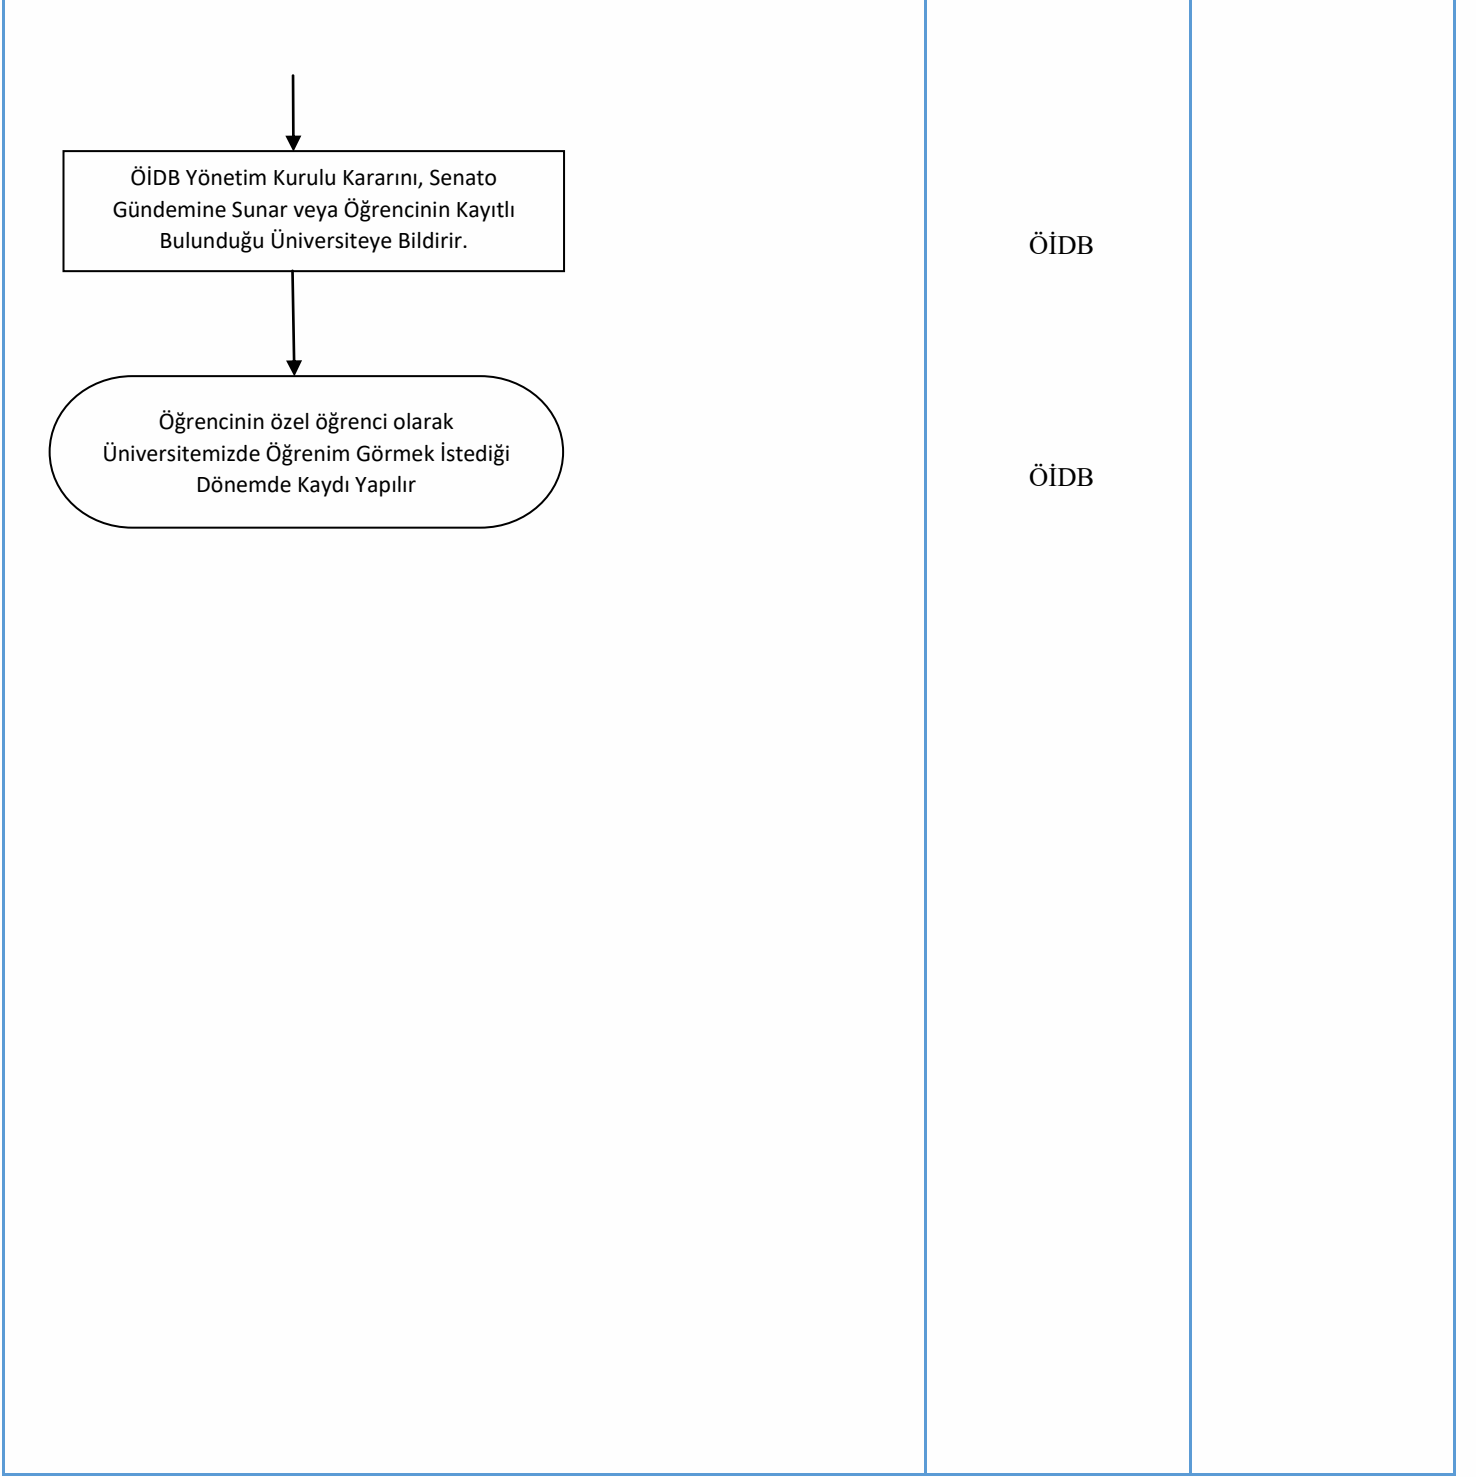 ÖİDB Yönetim Kurulu Kararını, Senato
Gündemine Sunar veya Öğrencinin Kayıtlı
Bulunduğu Üniversiteye Bildirir.
ÖİDB
Öğrencinin özel öğrenci olarak
Üniversitemizde Öğrenim Görmek İstediği
Dönemde Kaydı Yapılır
ÖİDB